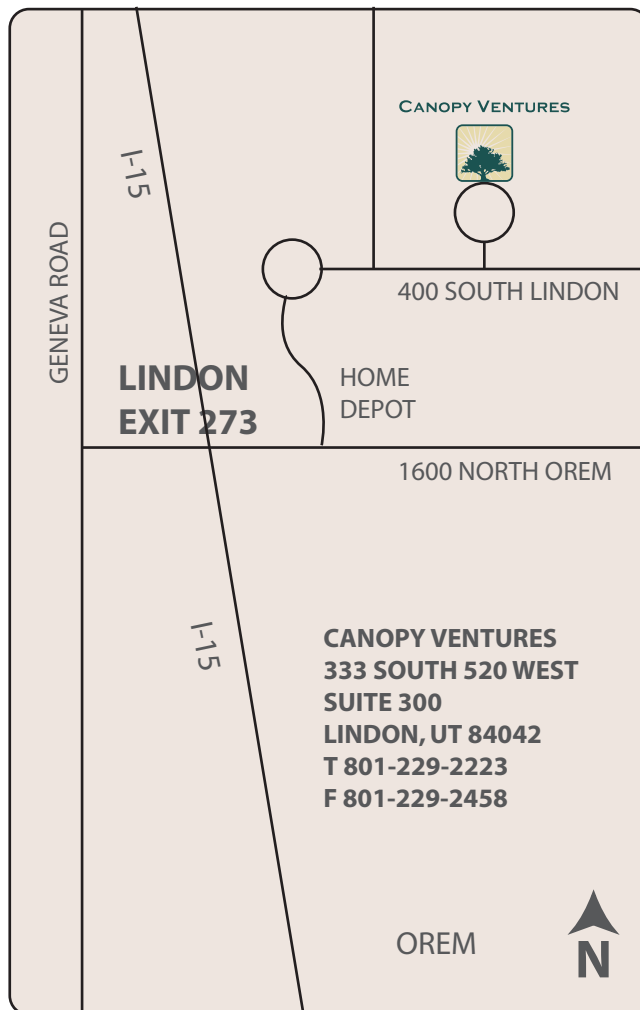 CANOPY VENTURES
I-15
GENEVA ROAD
400 SOUTH LINDON
LINDON
EXIT 273
HOME
DEPOT
1600 NORTH OREM
I-15
CANOPY VENTURES
333 SOUTH 520 WEST
SUITE 300
LINDON, UT 84042
T 801-229-2223
F 801-229-2458
OREM
N